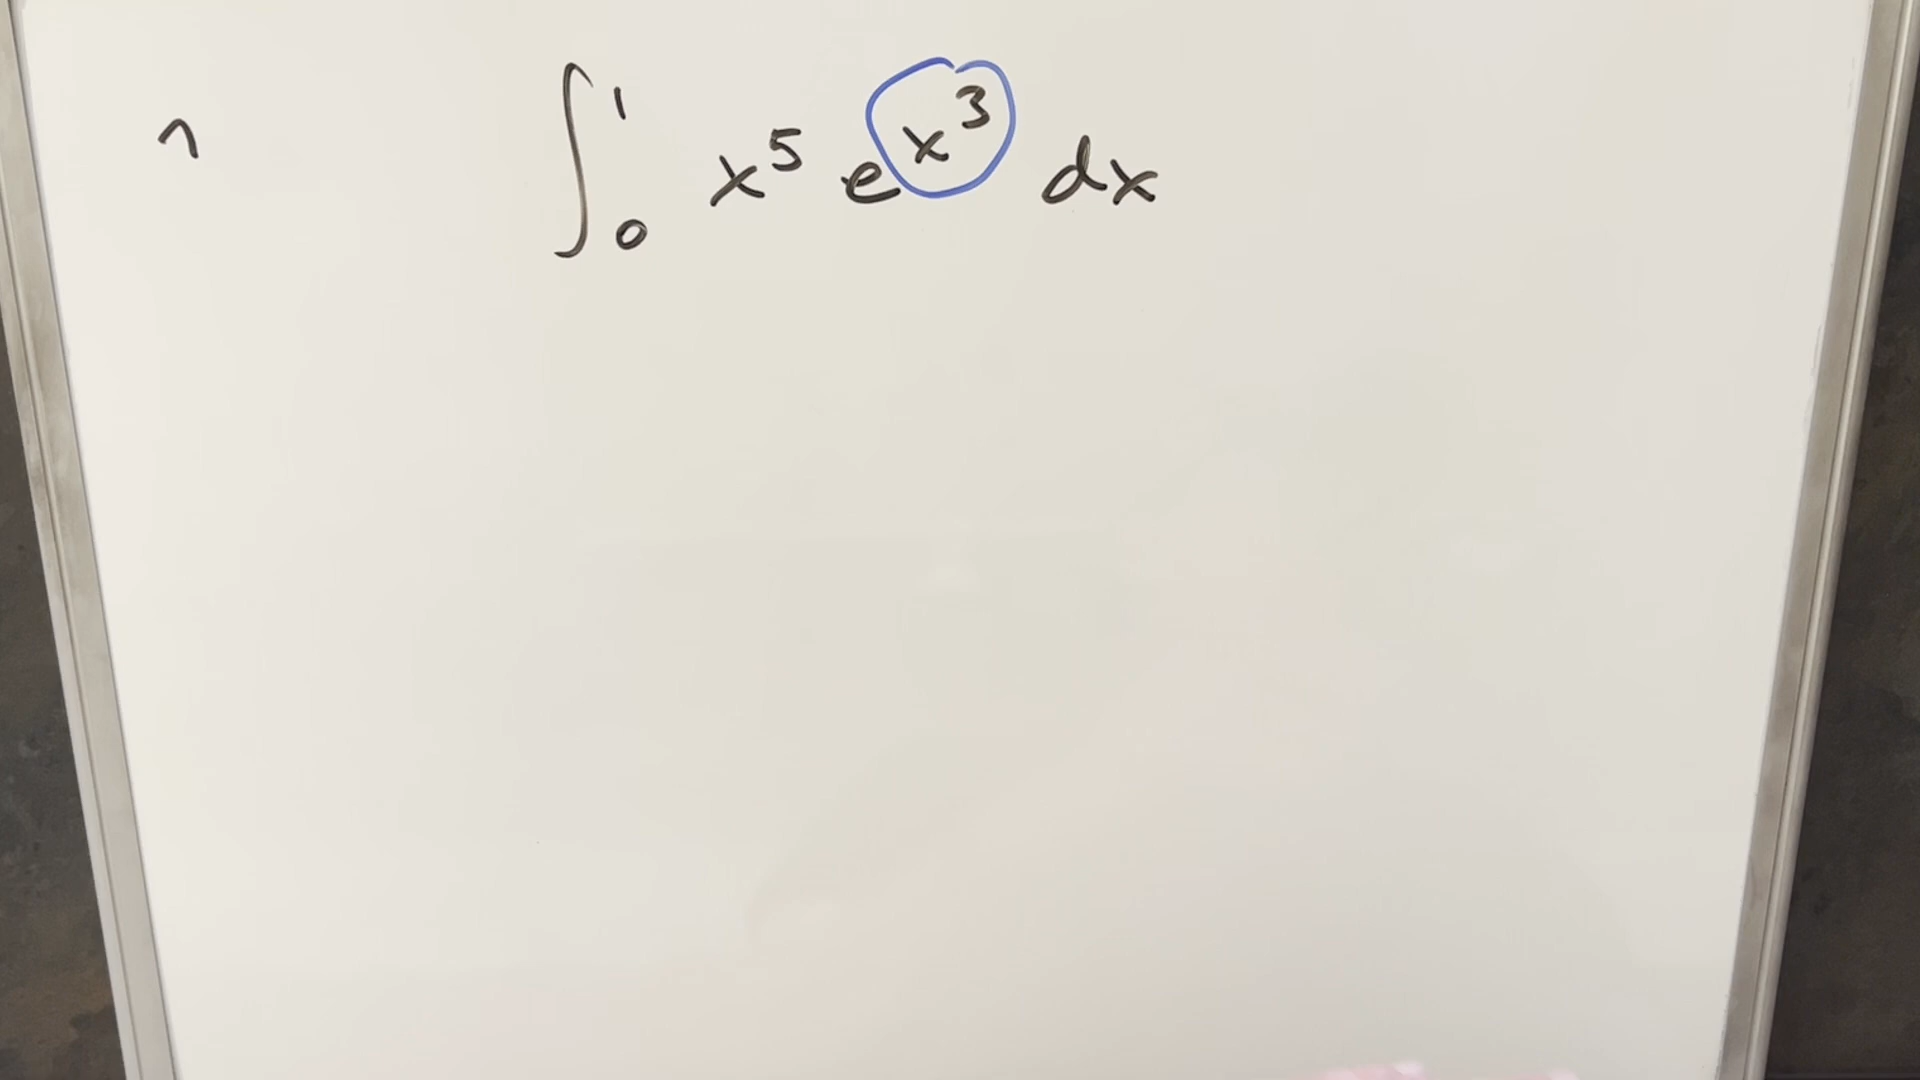 ∫₀¹ x⁵ e^{x³} dx